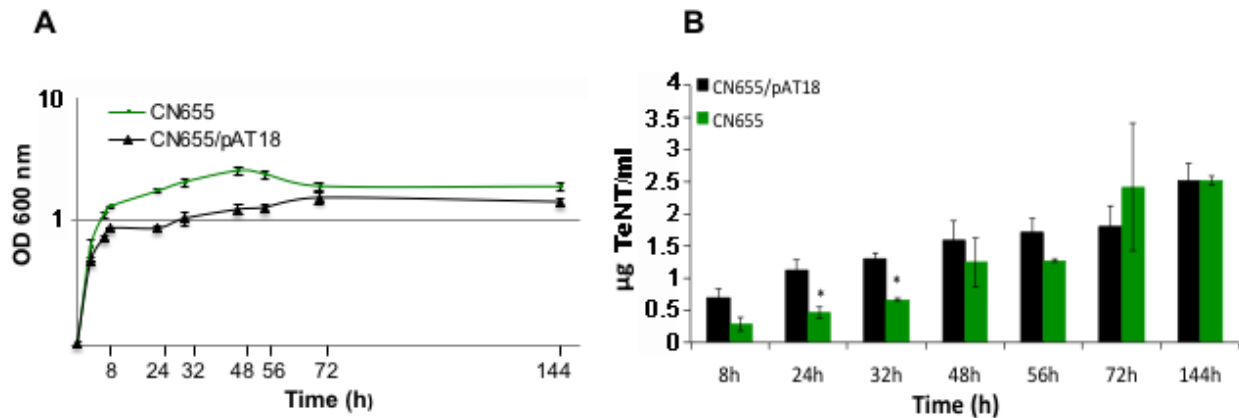 A
10
1
OD 600 nm
CN655
CN655/pAT18
8 24 32 48 56 72 144
Time (h)
B
4
3.5
3
2.5
2
1.5
1
0.5
0
µg TeNT/ml
CN655/pAT18
CN655
* *
8h 24h 32h 48h 56h 72h 144h
Time (h)